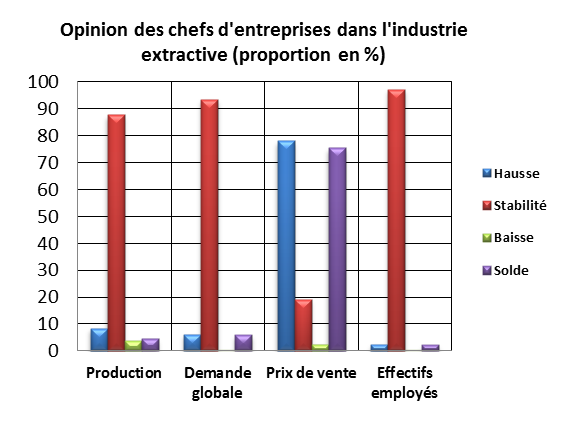 Opinion des chefs d'entreprises dans l'industrie
extractive (proportion en %)
100
90
80
70
60
50
40
30
20
10
0
Production
Demande
globale
Prix de vente
Effectifs
employés
Hausse
Stabilité
Baisse
Solde